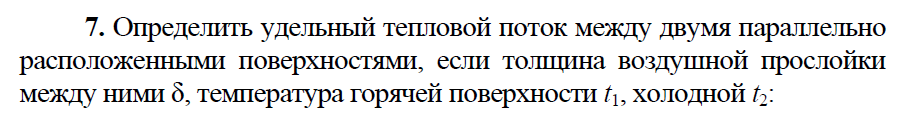 7. Определить удельный тепловой поток между двумя параллельно
расположенными поверхностями, если толщина воздушной прослойки
между ними δ, температура горячей поверхности t₁, холодной t₂: